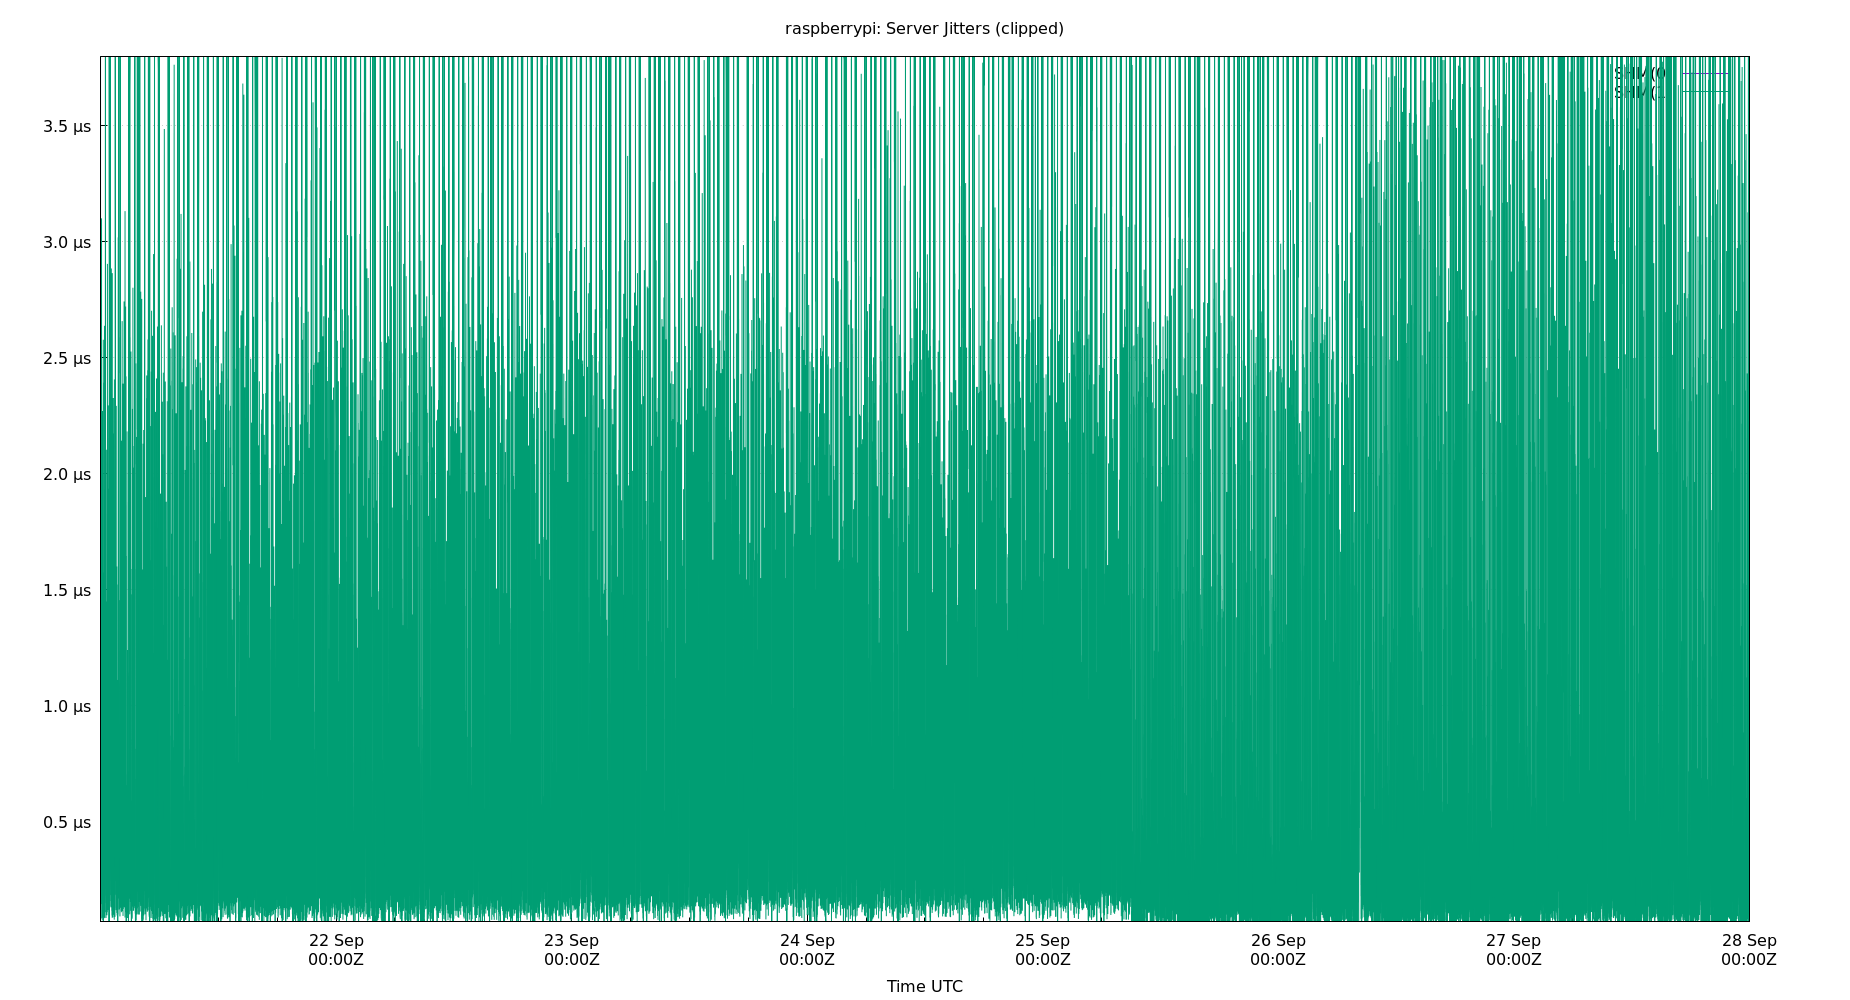 raspberrypi: Server Jitters (clipped)
3.5 µs
3.0 µs
2.5 µs
2.0 µs
1.5 µs
1.0 µs
0.5 µs
22 Sep
00:00Z
23 Sep
00:00Z
24 Sep
00:00Z
25 Sep
00:00Z
26 Sep
00:00Z
27 Sep
00:00Z
28 Sep
00:00Z
Time UTC